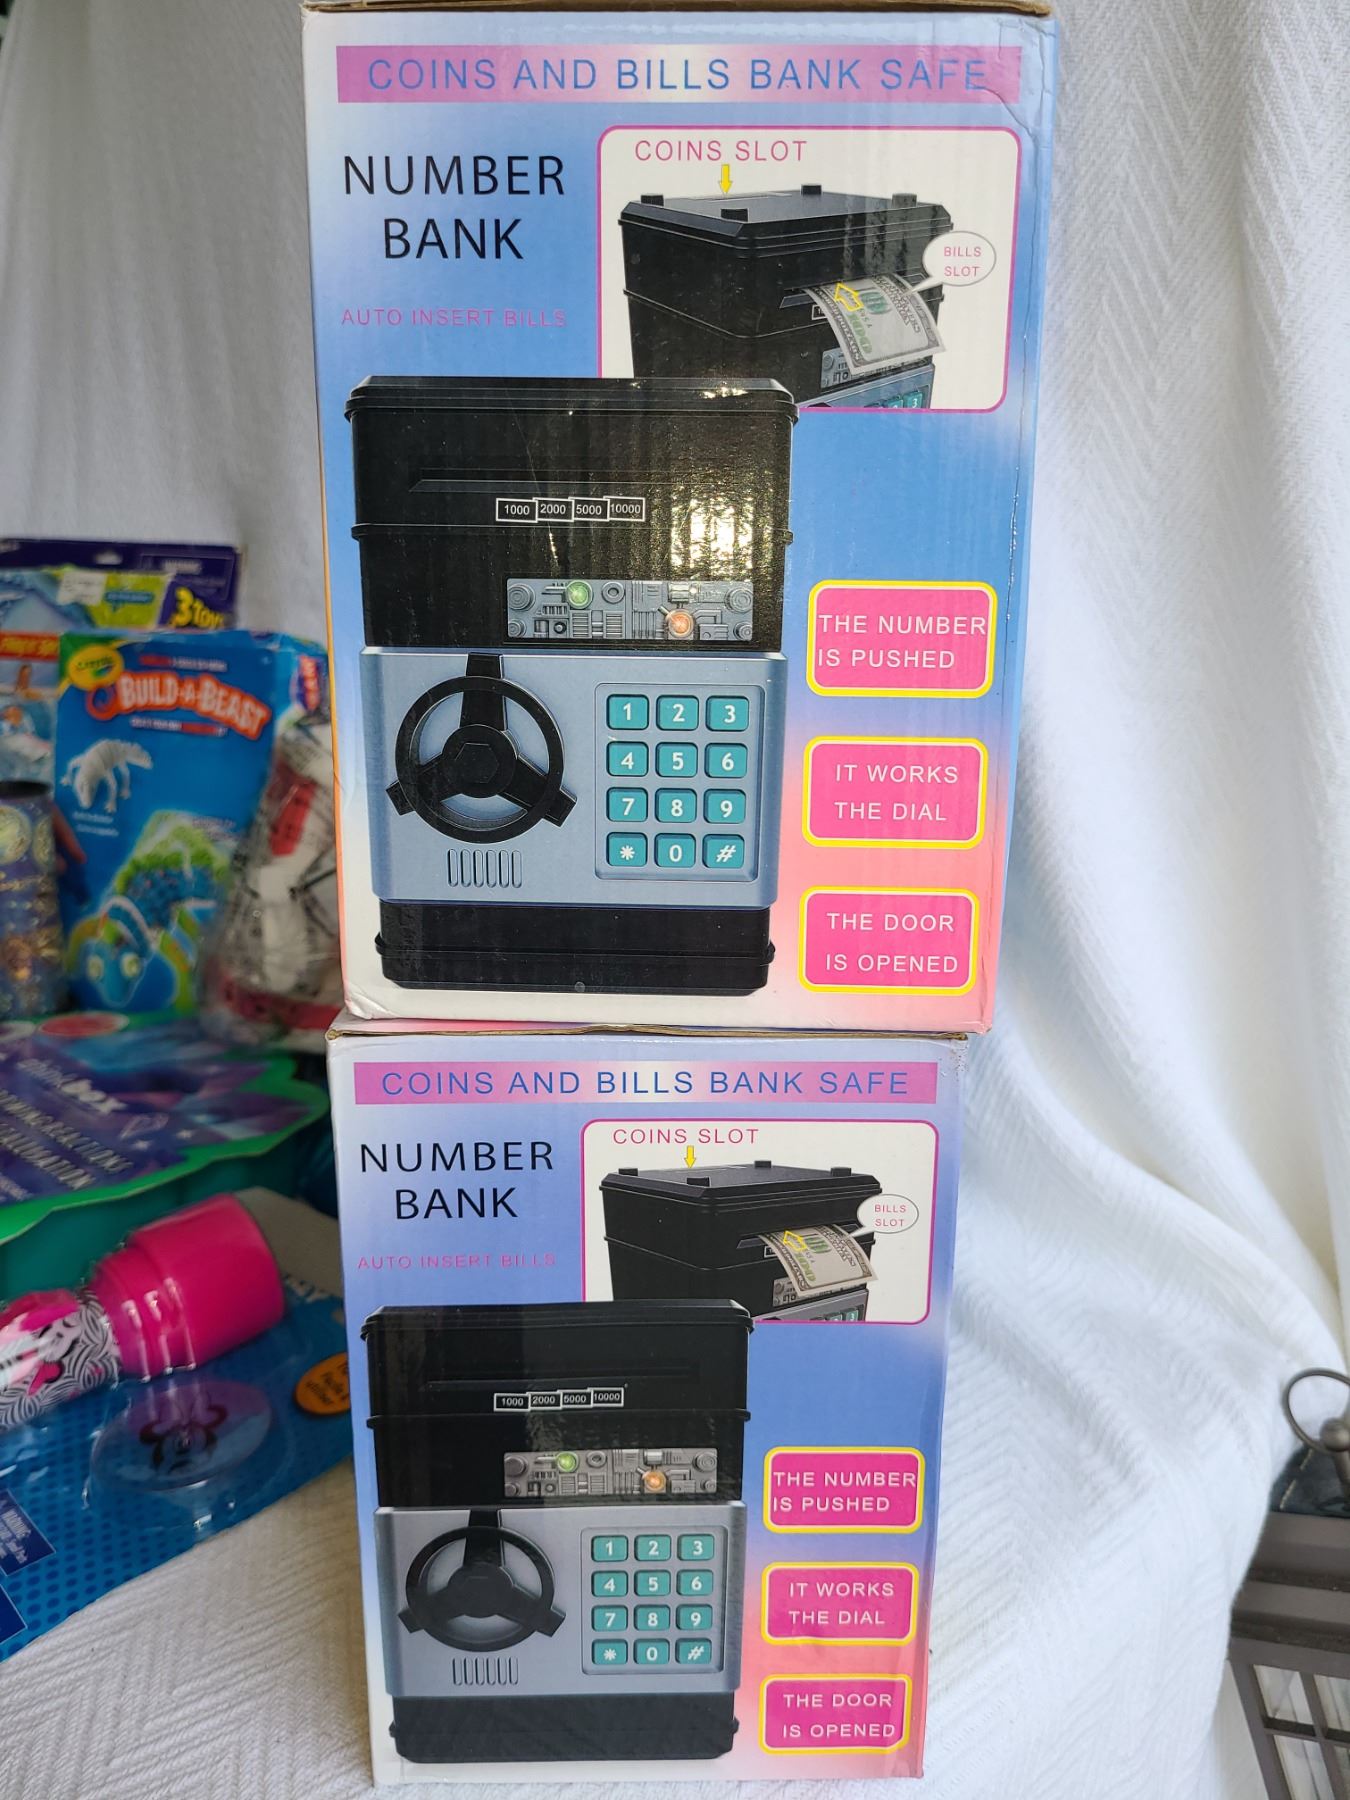 COINS AND BILLS BANK SAFE
NUMBER
BANK
AUTO INSERT BILLS
COINS SLOT
BILLS
SLOT
1000 2000 5000 10000
1 2 3
4 5 6
7 8 9
* 0 #
THE NUMBER
IS PUSHED
IT WORKS
THE DIAL
THE DOOR
IS OPENED
COINS AND BILLS BANK SAFE
NUMBER
BANK
AUTO INSERT BILLS
COINS SLOT
BILLS
SLOT
1000 2000 5000 10000
1 2 3
4 5 6
7 8 9
* 0 #
THE NUMBER
IS PUSHED
IT WORKS
THE DIAL
THE DOOR
IS OPENED
3 TOY
Crayola
BUILD-A-BEAST
box
WARNING: